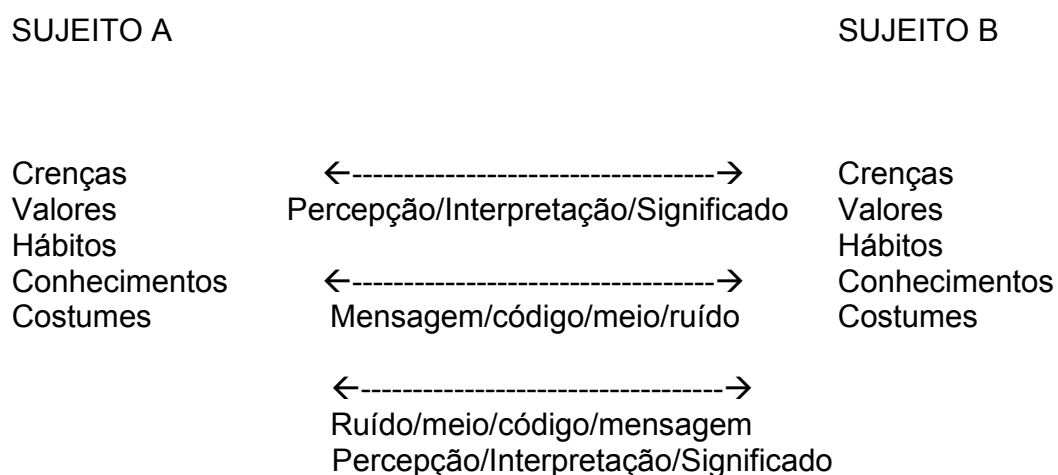 SUJEITO A SUJEITO B
Crenças ←-----------------------------------→ Crenças
Valores Percepção/Interpretação/Significado Valores
Hábitos Hábitos
Conhecimentos ←-----------------------------------→ Conhecimentos
Costumes Mensagem/código/meio/ruído Costumes
←-----------------------------------→
Ruído/meio/código/mensagem
Percepção/Interpretação/Significado